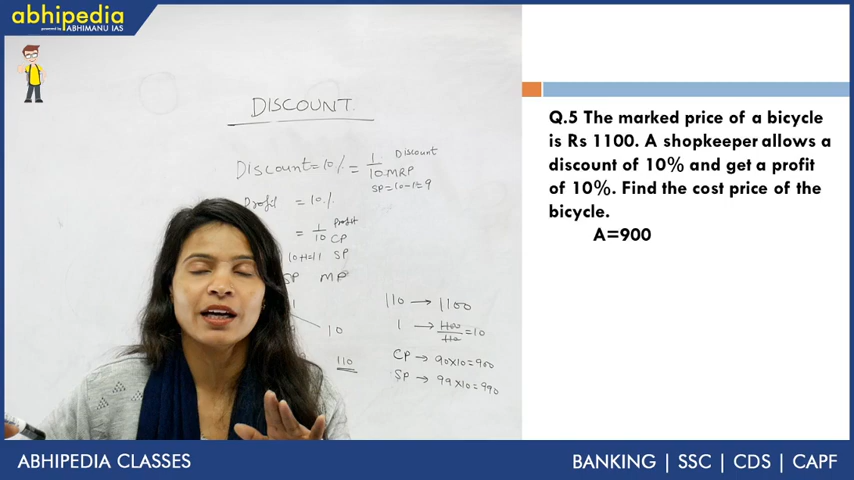 abhipedia
powered by ABHIMANU IAS
DISCOUNT.
Discount=10% = 1/10 Discount
MRP
SP=10-1=9
Profit = 10%
= 1/10 Profit
CP
10+1=11 SP
SP MP
1
10
110
110 → 1100
1 → 1100/110 =10
CP → 90×10=900
SP → 99×10=990
Q.5 The marked price of a bicycle
is Rs 1100. A shopkeeper allows a
discount of 10% and get a profit
of 10%. Find the cost price of the
bicycle.
A=900
ABHIPEDIA CLASSES
BANKING | SSC | CDS | CAPF